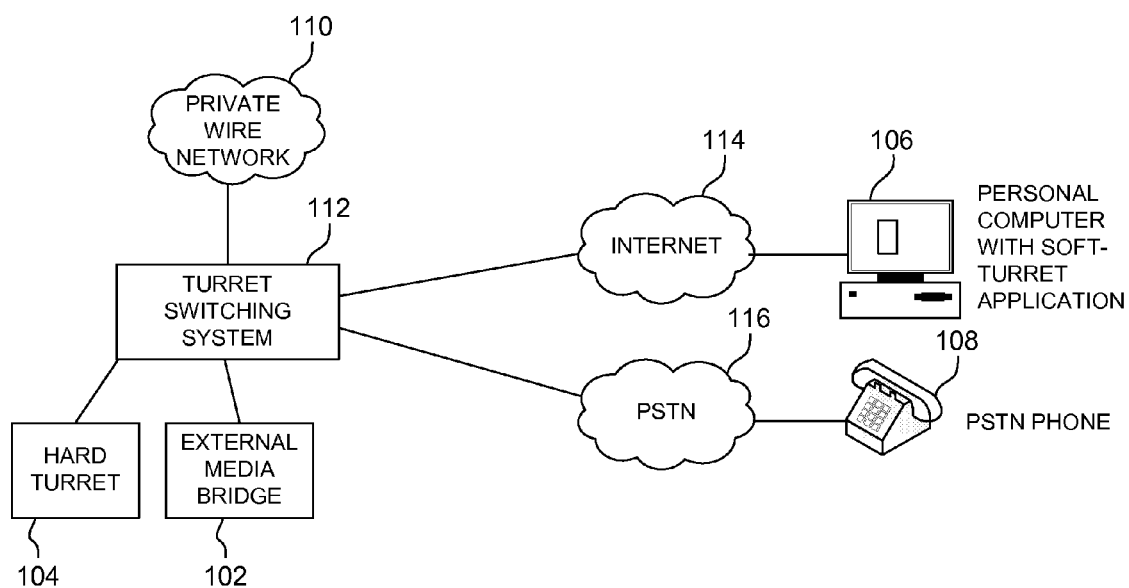 110
PRIVATE
WIRE
NETWORK
112
TURRET
SWITCHING
SYSTEM
HARD
TURRET
104
EXTERNAL
MEDIA
BRIDGE
102
114
INTERNET
106
PERSONAL
COMPUTER
WITH SOFT-
TURRET
APPLICATION
116
PSTN
108
PSTN PHONE